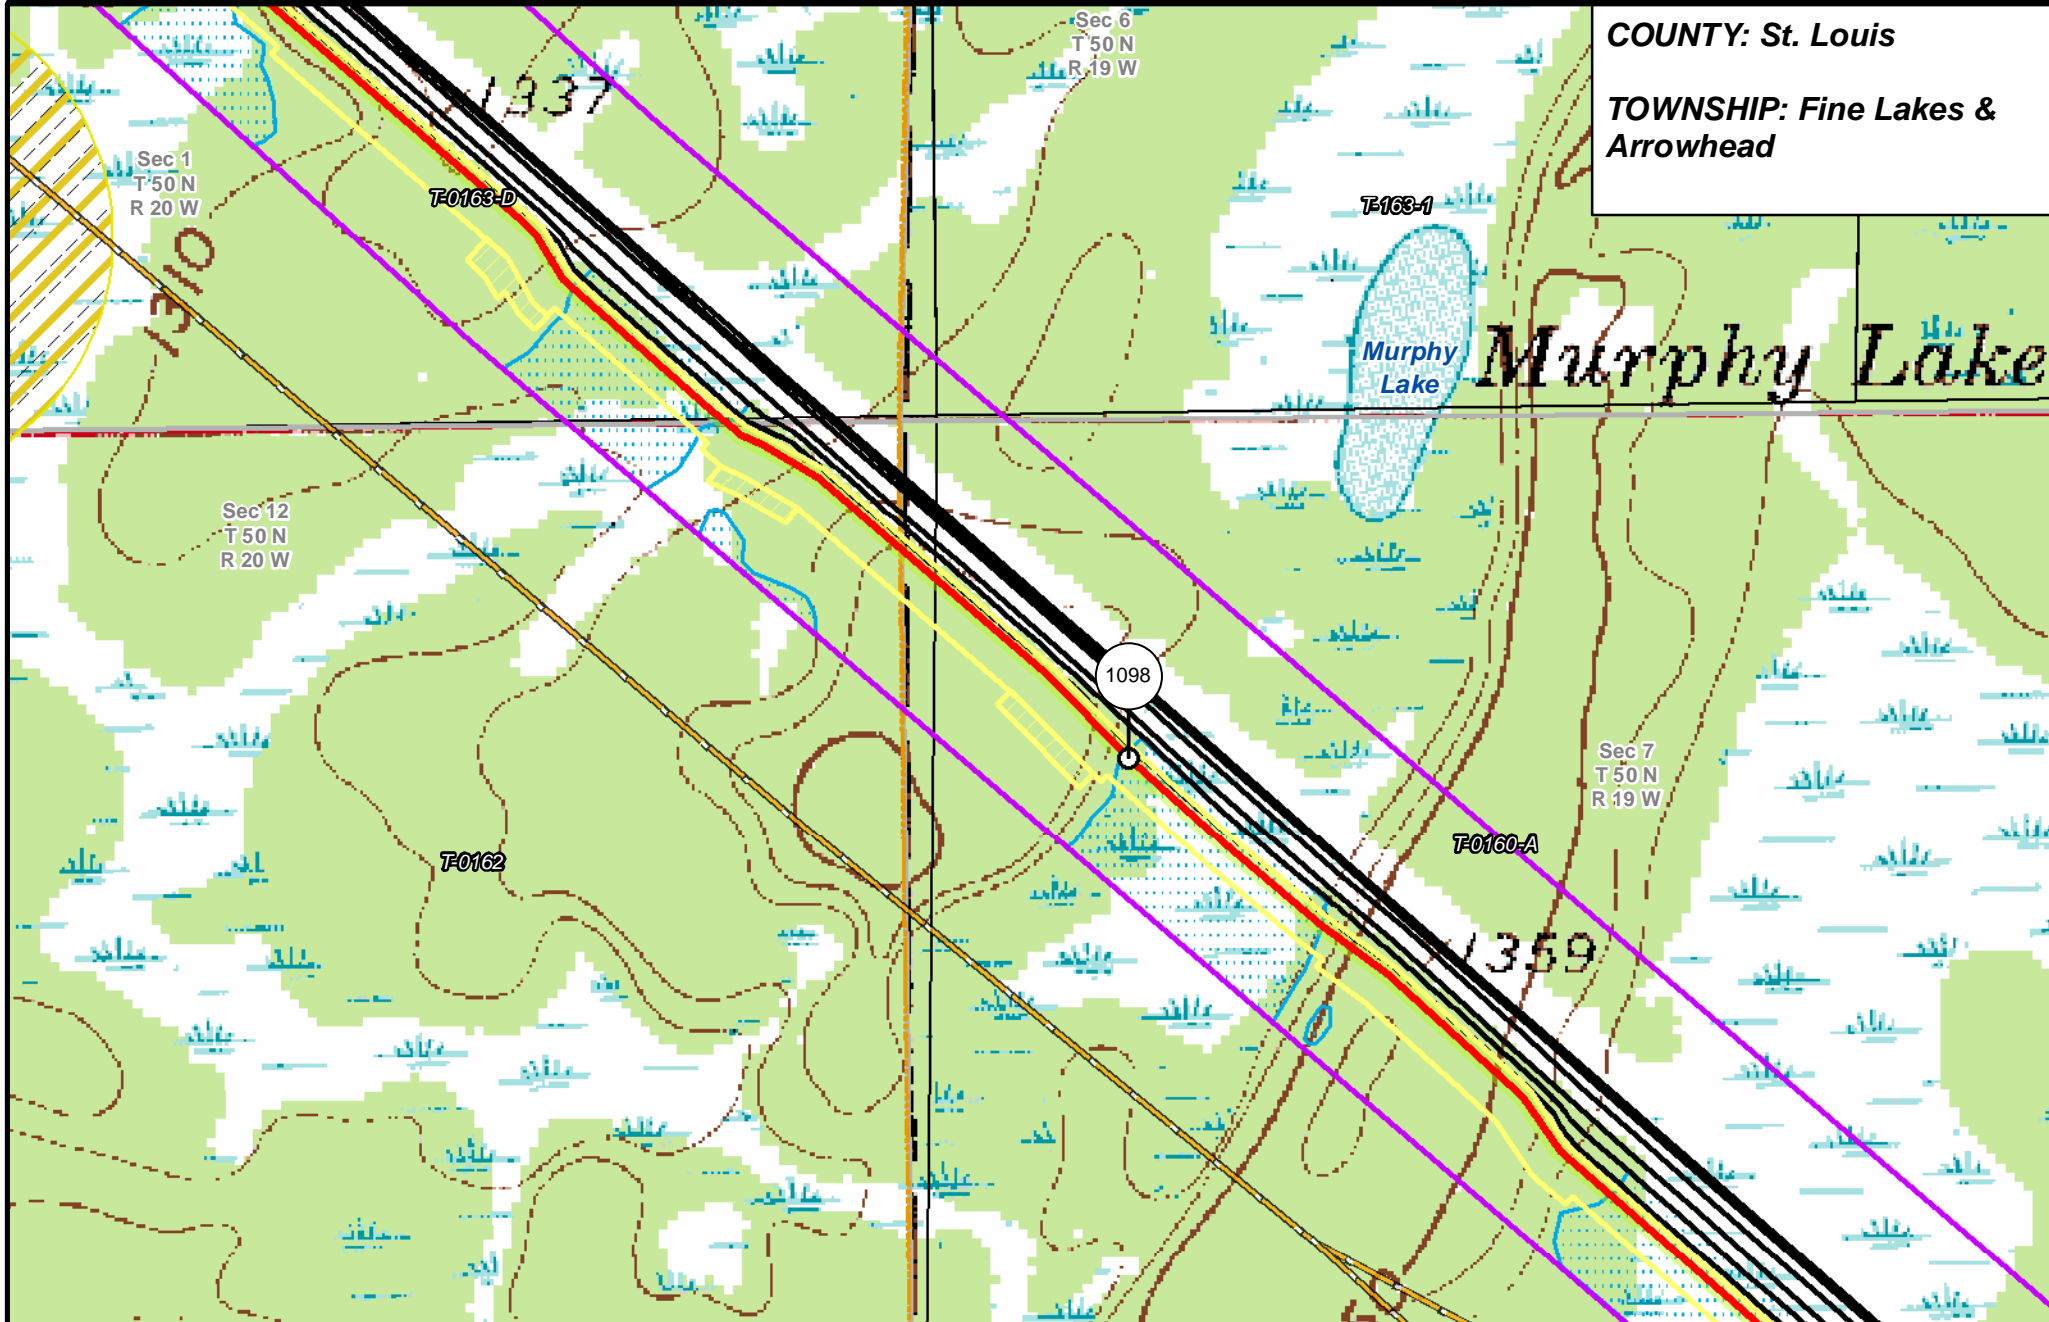 COUNTY: St. Louis
TOWNSHIP: Fine Lakes &
Arrowhead
Sec 6
T 50 N
R 19 W
1337
Sec 1
T 50 N
R 20 W
T-0163-D
T-163-1
1310
Murphy
Lake
Murphy Lake
Sec 12
T 50 N
R 20 W
1098
Sec 7
T 50 N
R 19 W
T-0160-A
T-0162
1359